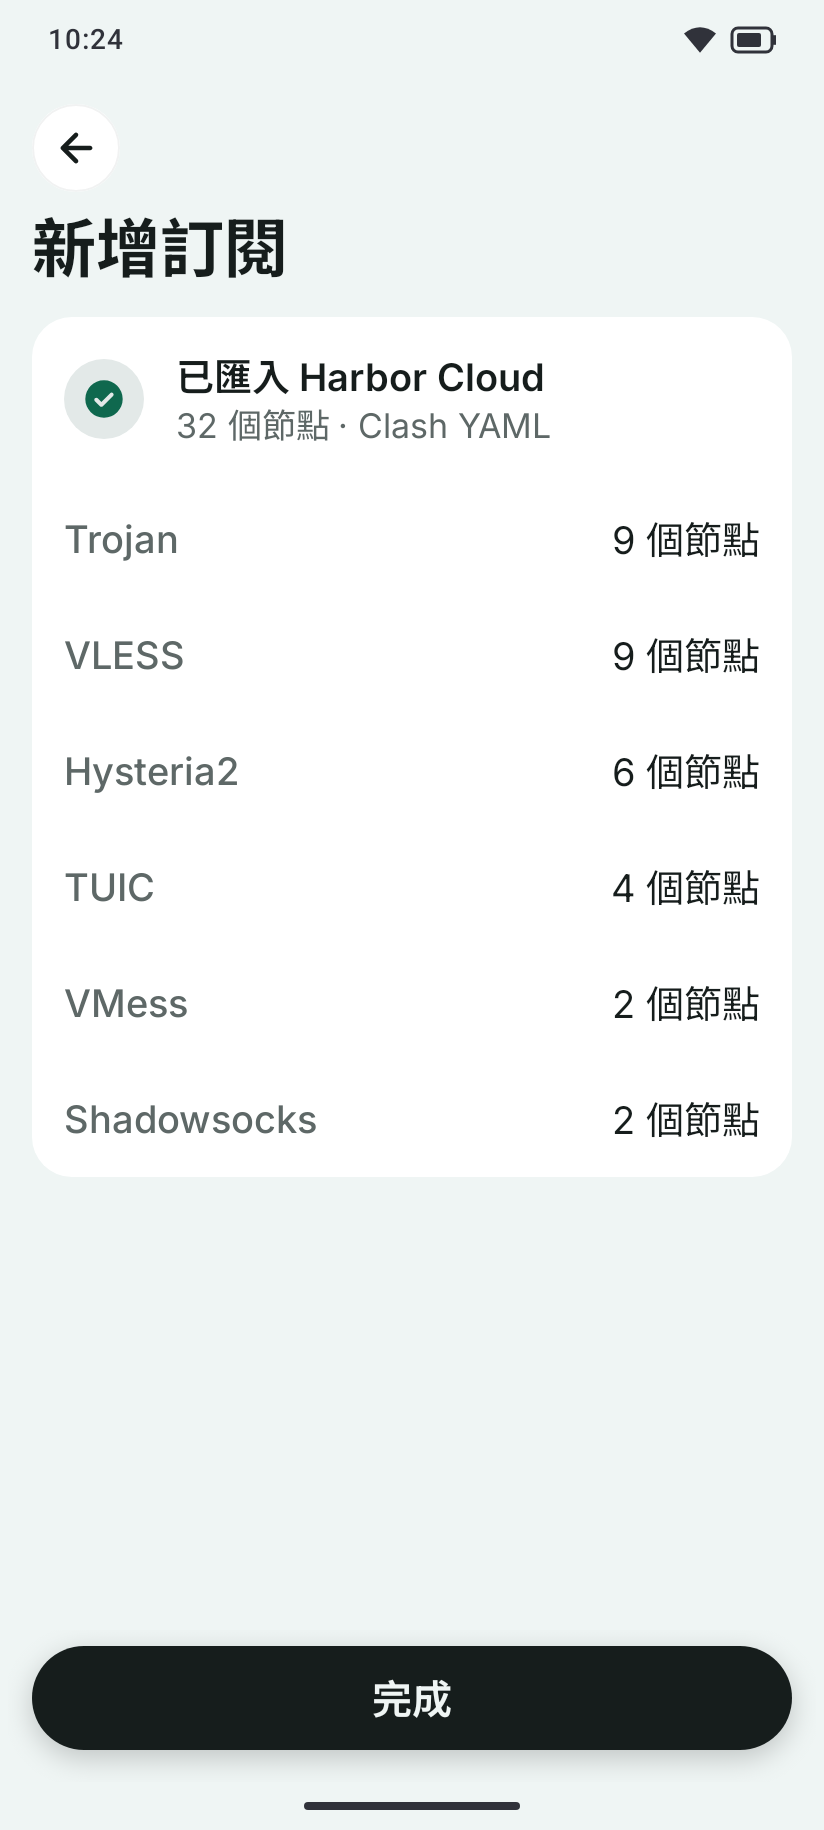 10:24
新增訂閱
已匯入 Harbor Cloud
32 個節點 · Clash YAML
Trojan 9 個節點
VLESS 9 個節點
Hysteria2 6 個節點
TUIC 4 個節點
VMess 2 個節點
Shadowsocks 2 個節點
完成